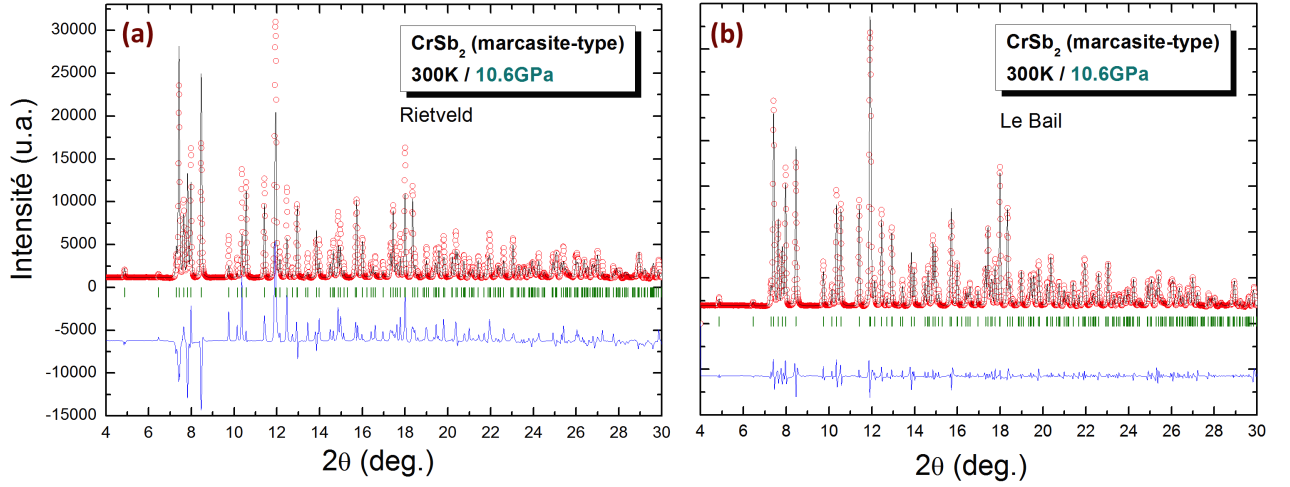 (a)
CrSb2 (marcasite-type)
300K / 10.6GPa
Rietveld
Intensité (u.a.)
30000
25000
20000
15000
10000
5000
0
-5000
-10000
-15000
4 6 8 10 12 14 16 18 20 22 24 26 28 30
2θ (deg.)
(b)
CrSb2 (marcasite-type)
300K / 10.6GPa
Le Bail
4 6 8 10 12 14 16 18 20 22 24 26 28 30
2θ (deg.)